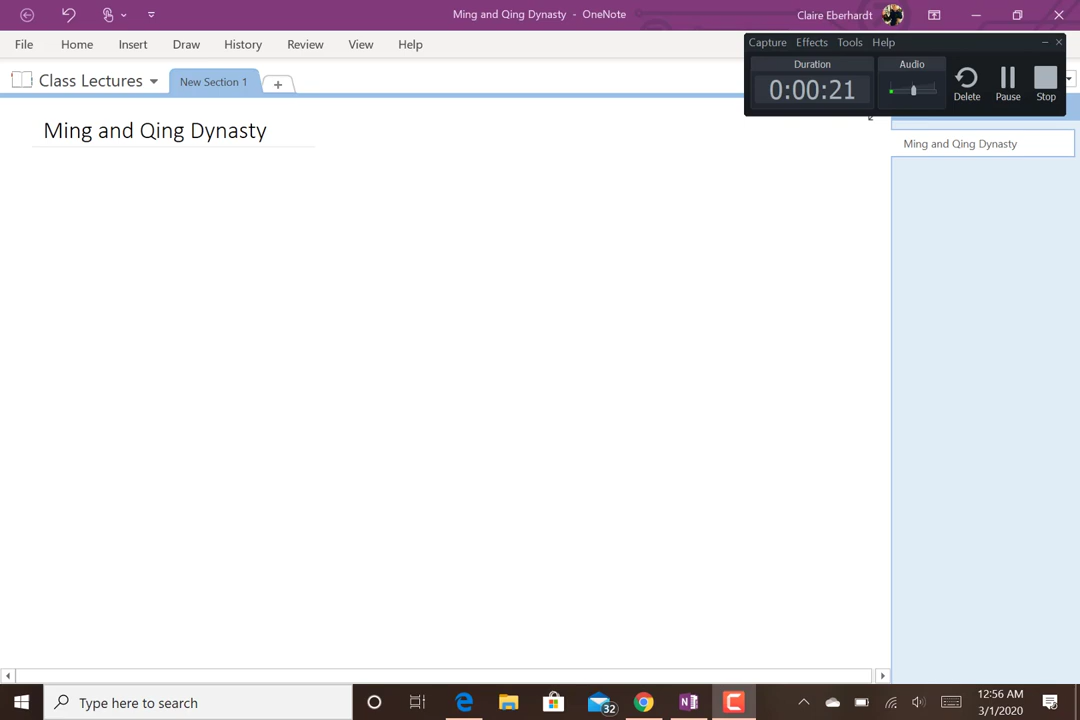 Ming and Qing Dynasty - OneNote
Claire Eberhardt
File Home Insert Draw History Review View Help
Capture Effects Tools Help
Class Lectures
New Section 1
Duration
0:00:21
Audio
Delete
Pause
Stop
Ming and Qing Dynasty
Ming and Qing Dynasty
Type here to search
32
12:56 AM
3/1/2020